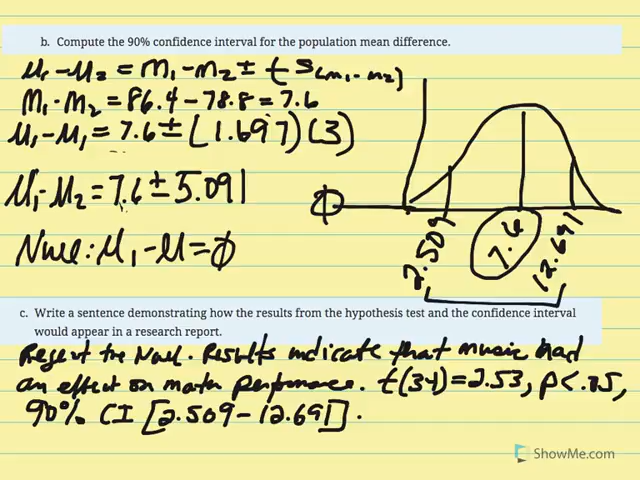 b. Compute the 90% confidence interval for the population mean difference.
μ₁-μ₂ = m₁-m₂ ± t s(m₁-m₂)
m₁-m₂ = 86.4-78.8 = 7.6
μ₁-μ₁ = 7.6 ± (1.697)(3)
μ₁-μ₂ = 7.6 ± 5.091
Null: μ₁-μ = ϕ
ϕ
2.509
7.6
12.691
c. Write a sentence demonstrating how the results from the hypothesis test and the confidence interval
would appear in a research report.
Reject the Null. Results indicate that music had
an effect on math performance. t(34) = 2.53, p<.05,
90% CI [2.509-12.691].
ShowMe.com